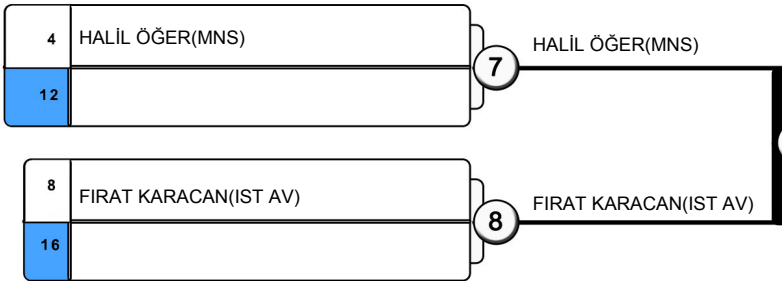 4 HALİL ÖĞER(MNS)
7 HALİL ÖĞER(MNS)
12
8 FIRAT KARACAN(IST AV)
8 FIRAT KARACAN(IST AV)
16